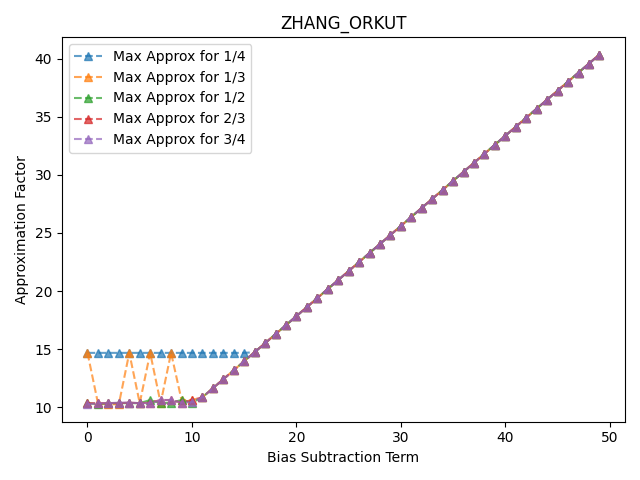 ZHANG_ORKUT
Max Approx for 1/4
Max Approx for 1/3
Max Approx for 1/2
Max Approx for 2/3
Max Approx for 3/4
Approximation Factor
40
35
30
25
20
15
10
0 10 20 30 40 50
Bias Subtraction Term